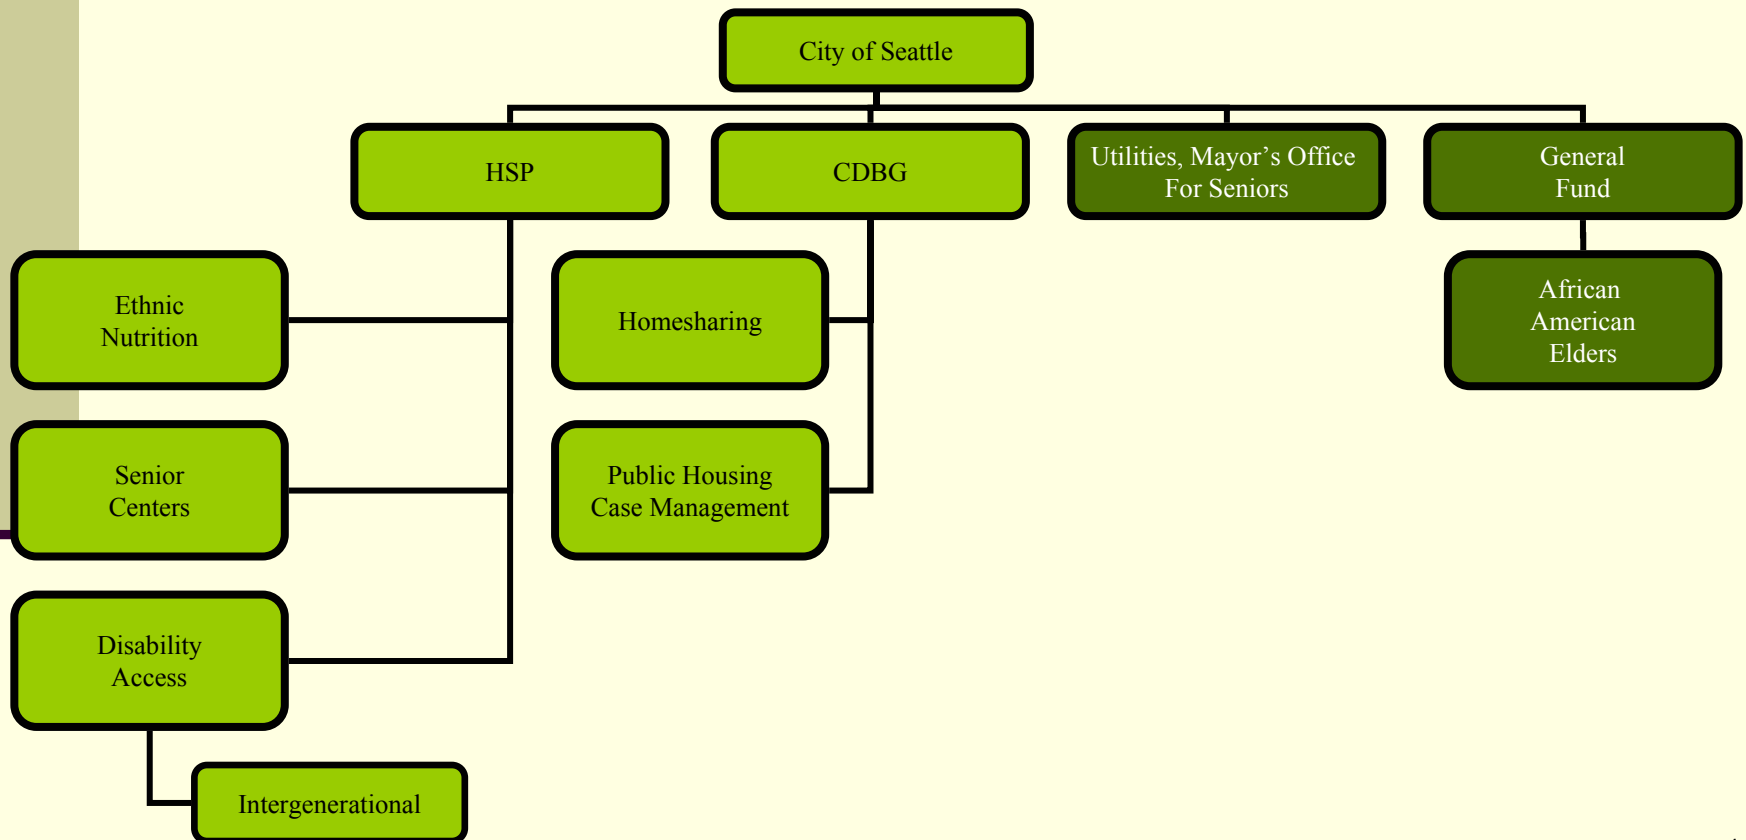 City of Seattle
HSP
CDBG
Utilities, Mayor’s Office
For Seniors
General
Fund
Ethnic
Nutrition
Homesharing
African
American
Elders
Senior
Centers
Public Housing
Case Management
Disability
Access
Intergenerational